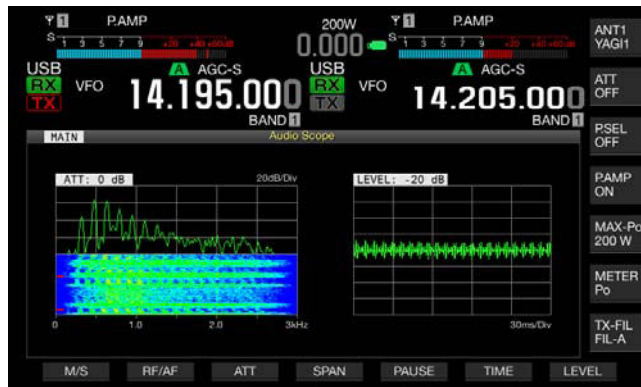 1 P.AMP 200W 1 P.AMP
S 1 3 5 7 9 +20 +40 +60dB 0.000 S 1 3 5 7 9 +20 +40 +60dB
USB A AGC-S USB A AGC-S
RX VFO 14.195.000 RX VFO 14.205.000
TX BAND 1 TX BAND 1
MAIN Audio Scope
ATT: 0 dB 20dB/Div LEVEL: -20 dB
0 1.0 2.0 3kHz 30ms/Div
M/S RF/AF ATT SPAN PAUSE TIME LEVEL
ANT1
YAGI1
ATT
OFF
P.SEL
OFF
P.AMP
ON
MAX-Po
200 W
METER
Po
TX-FIL
FIL-A